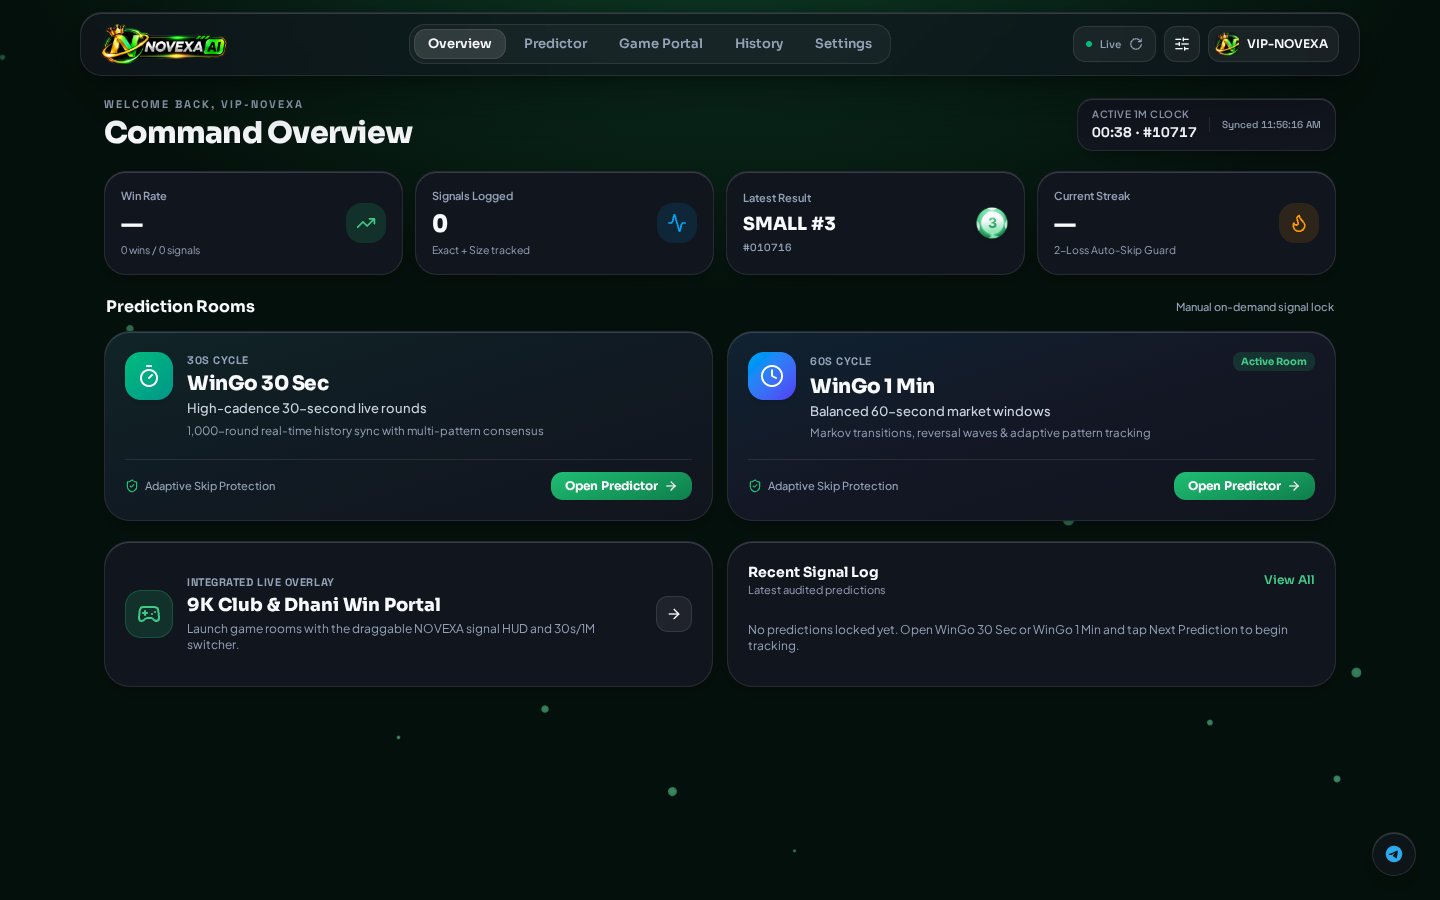 NOVEXA AI
Overview
Predictor
Game Portal
History
Settings
Live
VIP-NOVEXA
WELCOME BACK, VIP-NOVEXA
Command Overview
ACTIVE 1M CLOCK
00:38 · #10717
Synced 11:56:16 AM
Win Rate
—
0 wins / 0 signals
Signals Logged
0
Exact + Size tracked
Latest Result
SMALL #3
#010716
3
Current Streak
—
2-Loss Auto-Skip Guard
Prediction Rooms
Manual on-demand signal lock
30S CYCLE
WinGo 30 Sec
High-cadence 30-second live rounds
1,000-round real-time history sync with multi-pattern consensus
Adaptive Skip Protection
Open Predictor
60S CYCLE
Active Room
WinGo 1 Min
Balanced 60-second market windows
Markov transitions, reversal waves & adaptive pattern tracking
Adaptive Skip Protection
Open Predictor
INTEGRATED LIVE OVERLAY
9K Club & Dhani Win Portal
Launch game rooms with the draggable NOVEXA signal HUD and 30s/1M
switcher.
Recent Signal Log
Latest audited predictions
View All
No predictions locked yet. Open WinGo 30 Sec or WinGo 1 Min and tap Next Prediction to begin
tracking.